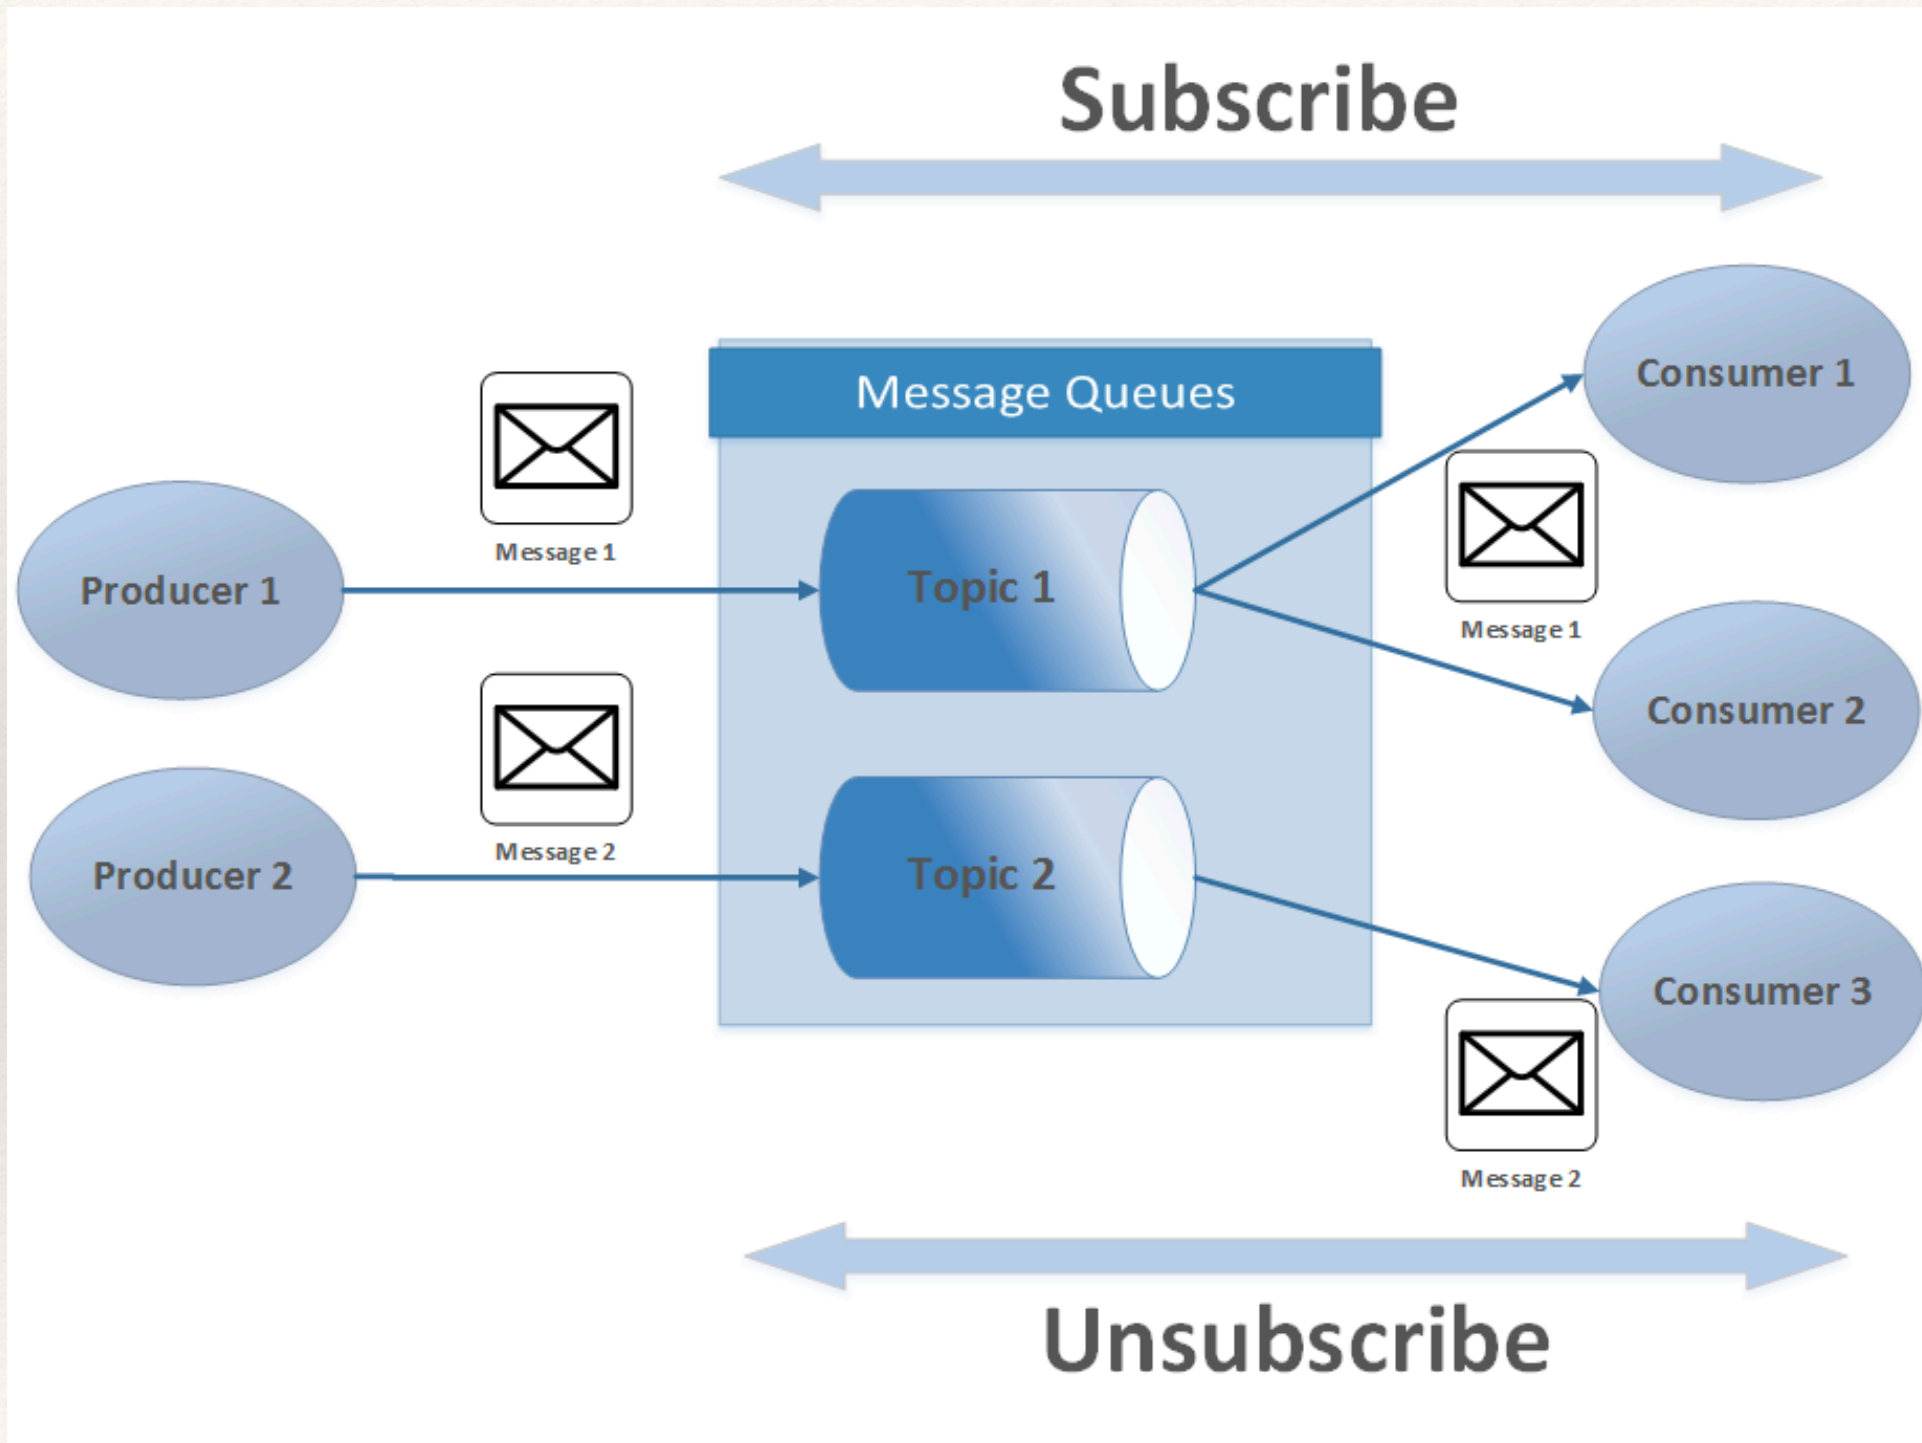 Subscribe
Message Queues
Consumer 1
Message 1
Producer 1
Topic 1
Message 1
Consumer 2
Message 2
Producer 2
Topic 2
Consumer 3
Message 2
Unsubscribe